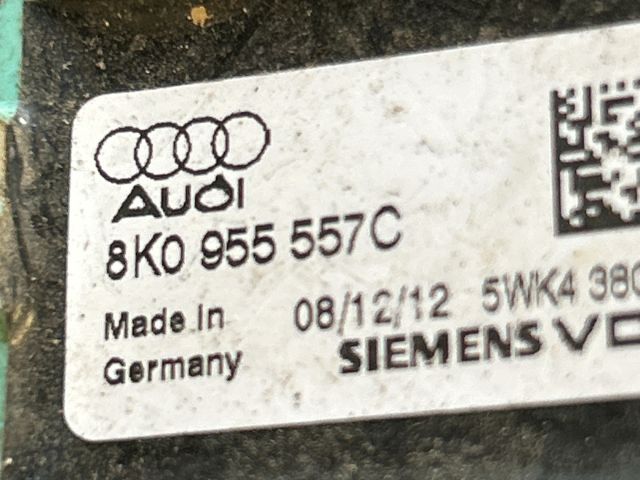 AUDI
8K0 955 557C
Made in
Germany
08/12/12 5WK4 380
SIEMENS VD